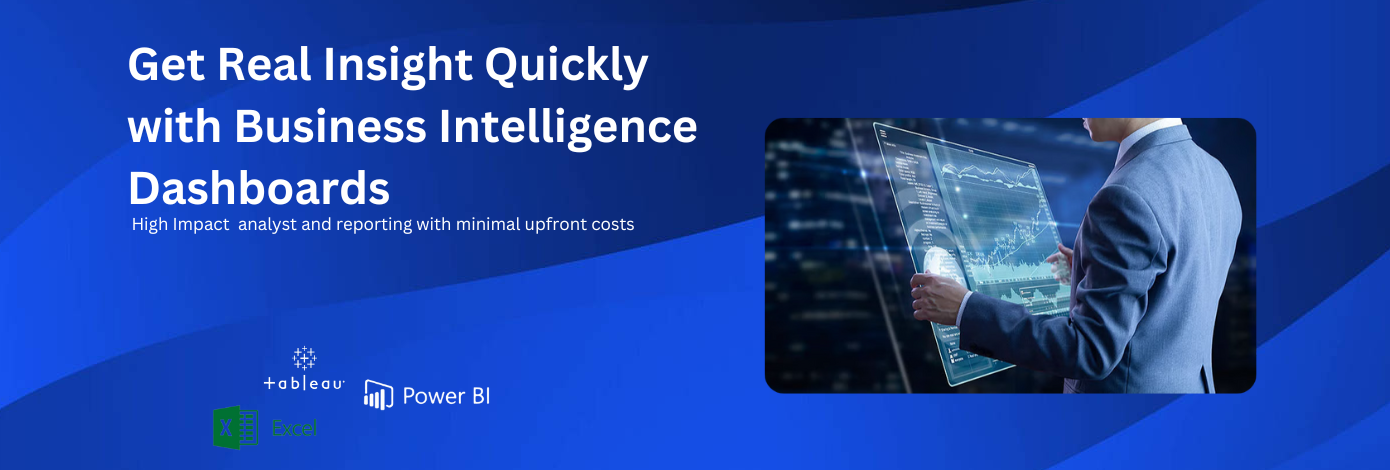 Get Real Insight Quickly
with Business Intelligence
Dashboards
High Impact  analyst and reporting with minimal upfront costs
+ableau
Power BI
X Excel